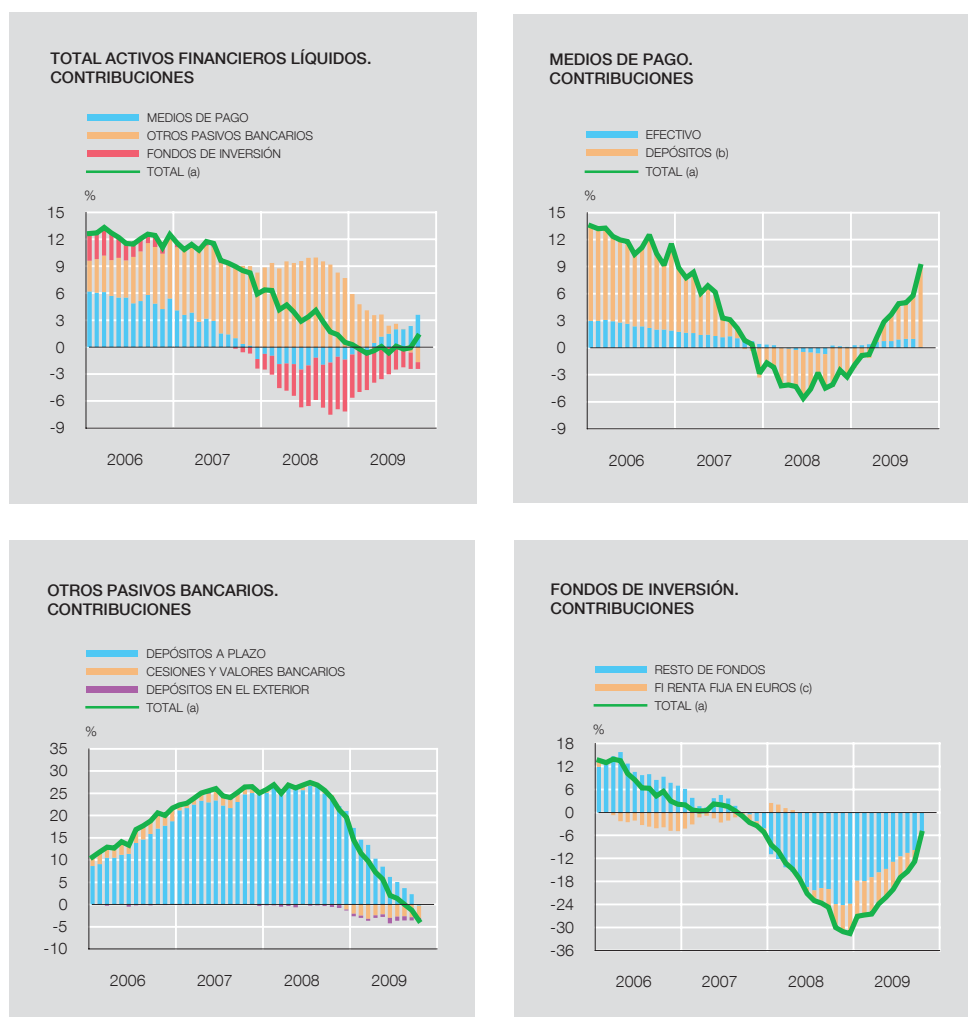 TOTAL ACTIVOS FINANCIEROS LÍQUIDOS.
CONTRIBUCIONES
MEDIOS DE PAGO
OTROS PASIVOS BANCARIOS
FONDOS DE INVERSIÓN
TOTAL (a)
%
15
12
9
6
3
0
-3
-6
-9
2006 2007 2008 2009
MEDIOS DE PAGO.
CONTRIBUCIONES
EFECTIVO
DEPÓSITOS (b)
TOTAL (a)
%
15
12
9
6
3
0
-3
-6
-9
2006 2007 2008 2009
OTROS PASIVOS BANCARIOS.
CONTRIBUCIONES
DEPÓSITOS A PLAZO
CESIONES Y VALORES BANCARIOS
DEPÓSITOS EN EL EXTERIOR
TOTAL (a)
%
35
30
25
20
15
10
5
0
-5
-10
2006 2007 2008 2009
FONDOS DE INVERSIÓN.
CONTRIBUCIONES
RESTO DE FONDOS
FI RENTA FIJA EN EUROS (c)
TOTAL (a)
%
18
12
6
0
-6
-12
-18
-24
-30
-36
2006 2007 2008 2009